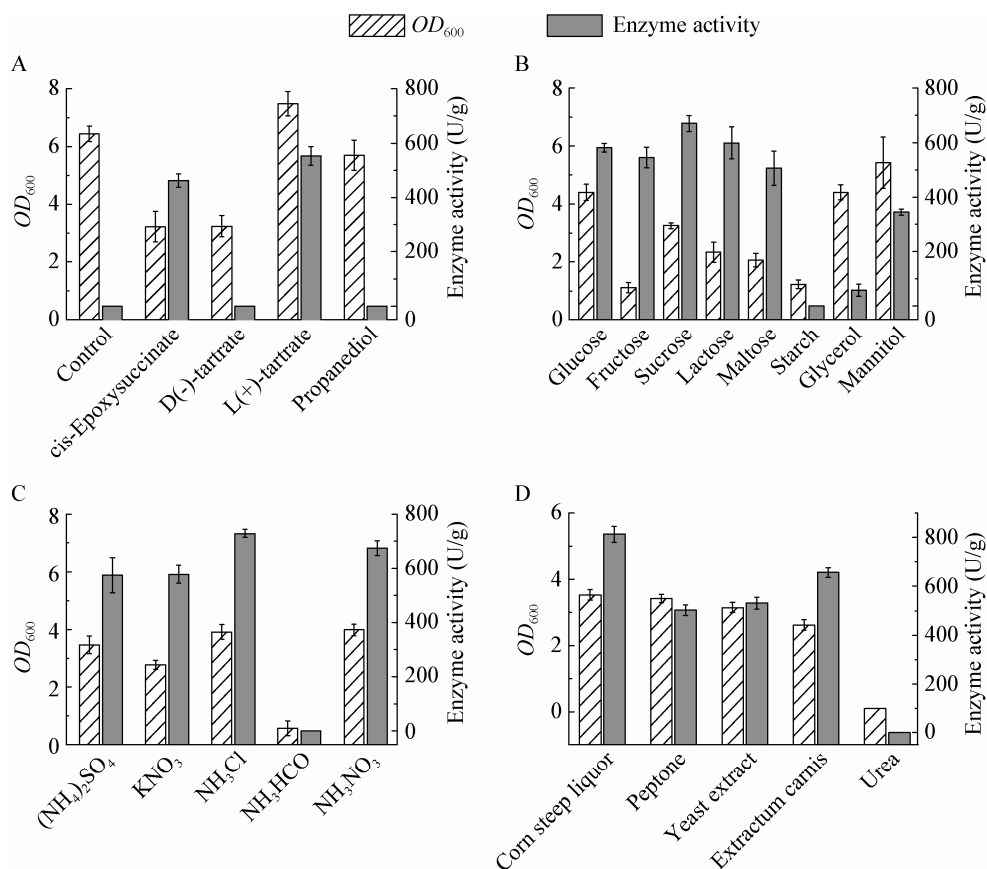 OD600 Enzyme activity
A
8
6
4
2
0
OD600
800
600
400
200
0
Enzyme activity (U/g)
Control
cis-Epoxysuccinate
D(-)-tartrate
L(+)-tartrate
Propanediol
B
8
6
4
2
0
OD600
800
600
400
200
0
Enzyme activity (U/g)
Glucose
Fructose
Sucrose
Lactose
Maltose
Starch
Glycerol
Mannitol
C
8
6
4
2
0
OD600
800
600
400
200
0
Enzyme activity (U/g)
(NH4)2SO4
KNO3
NH3Cl
NH3HCO
NH3NO3
D
6
4
2
0
OD600
800
600
400
200
0
Enzyme activity (U/g)
Corn steep liquor
Peptone
Yeast extract
Extractum carnis
Urea